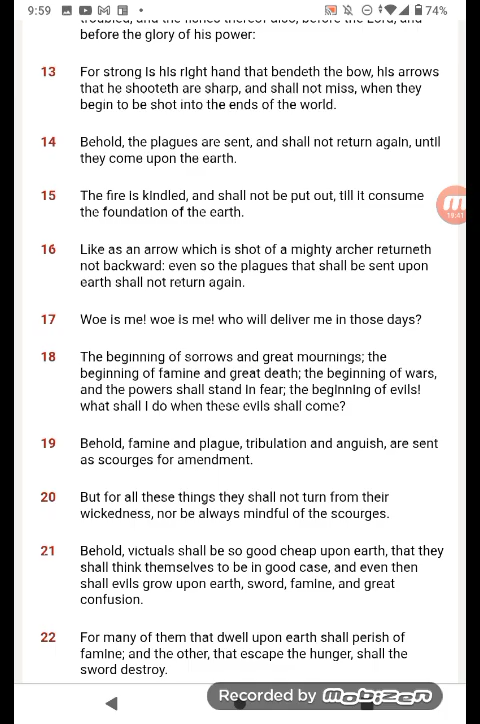 9:59
74%
troubled, and the fishes thereof also, before the Lord, and
before the glory of his power:
13 For strong is his right hand that bendeth the bow, his arrows
that he shooteth are sharp, and shall not miss, when they
begin to be shot into the ends of the world.
14 Behold, the plagues are sent, and shall not return again, until
they come upon the earth.
15 The fire is kindled, and shall not be put out, till it consume
the foundation of the earth.
19:41
16 Like as an arrow which is shot of a mighty archer returneth
not backward: even so the plagues that shall be sent upon
earth shall not return again.
17 Woe is me! woe is me! who will deliver me in those days?
18 The beginning of sorrows and great mournings; the
beginning of famine and great death; the beginning of wars,
and the powers shall stand in fear; the beginning of evils!
what shall I do when these evils shall come?
19 Behold, famine and plague, tribulation and anguish, are sent
as scourges for amendment.
20 But for all these things they shall not turn from their
wickedness, nor be always mindful of the scourges.
21 Behold, victuals shall be so good cheap upon earth, that they
shall think themselves to be in good case, and even then
shall evils grow upon earth, sword, famine, and great
confusion.
22 For many of them that dwell upon earth shall perish of
famine; and the other, that escape the hunger, shall the
sword destroy.
Recorded by mobizen